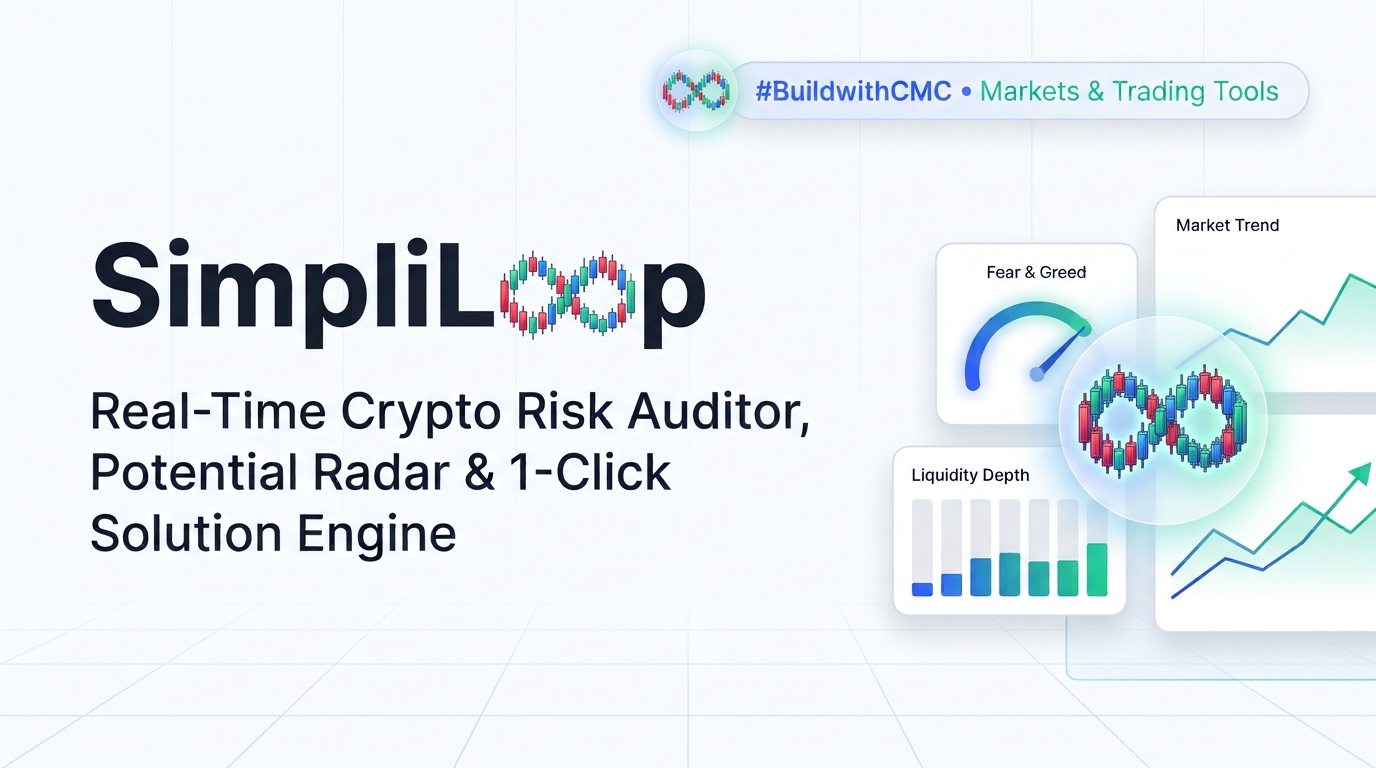 #BuildwithCMC • Markets & Trading Tools
SimpliLoop
Real-Time Crypto Risk Auditor,
Potential Radar & 1-Click
Solution Engine
Market Trend
Fear & Greed
Liquidity Depth